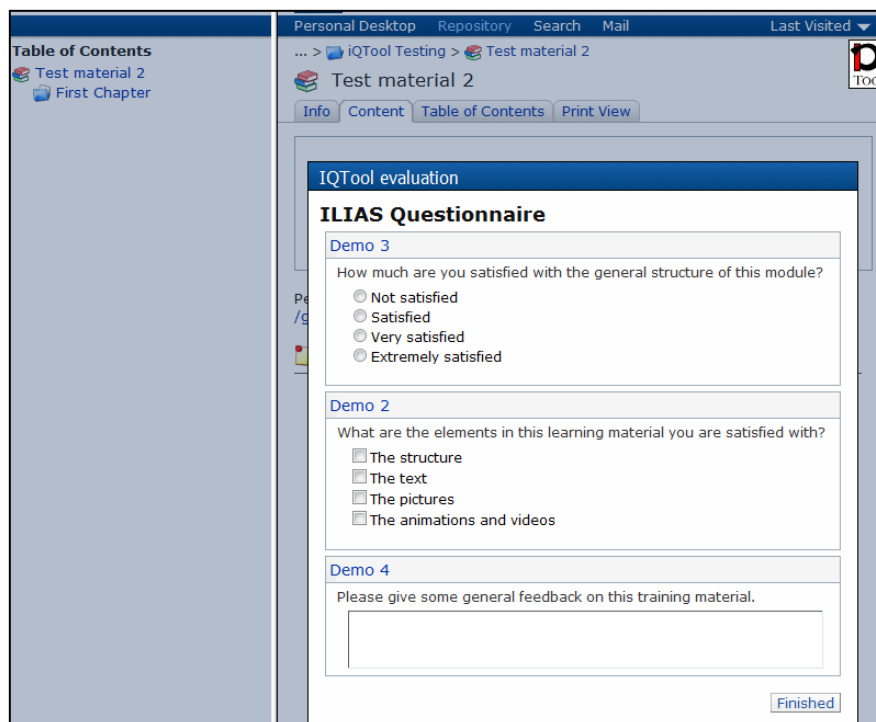 Personal Desktop Repository Search Mail Last Visited
Table of Contents
Test material 2
First Chapter
... > iQTool Testing > Test material 2
Test material 2
Info Content Table of Contents Print View
IQTool evaluation
ILIAS Questionnaire
Demo 3
How much are you satisfied with the general structure of this module?
Not satisfied
Satisfied
Very satisfied
Extremely satisfied
Demo 2
What are the elements in this learning material you are satisfied with?
The structure
The text
The pictures
The animations and videos
Demo 4
Please give some general feedback on this training material.
Finished